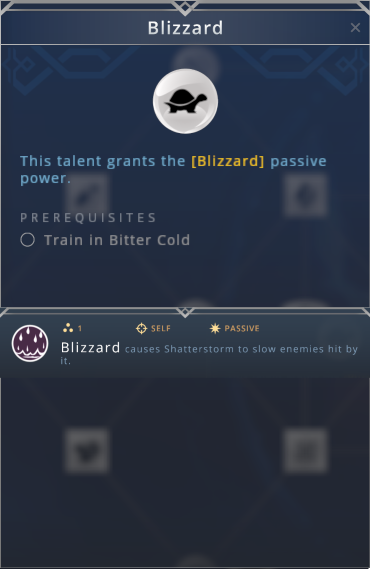 Blizzard
This talent grants the [Blizzard] passive
power.
PREREQUISITES
Train in Bitter Cold
1 SELF PASSIVE
Blizzard causes Shatterstorm to slow enemies hit by
it.